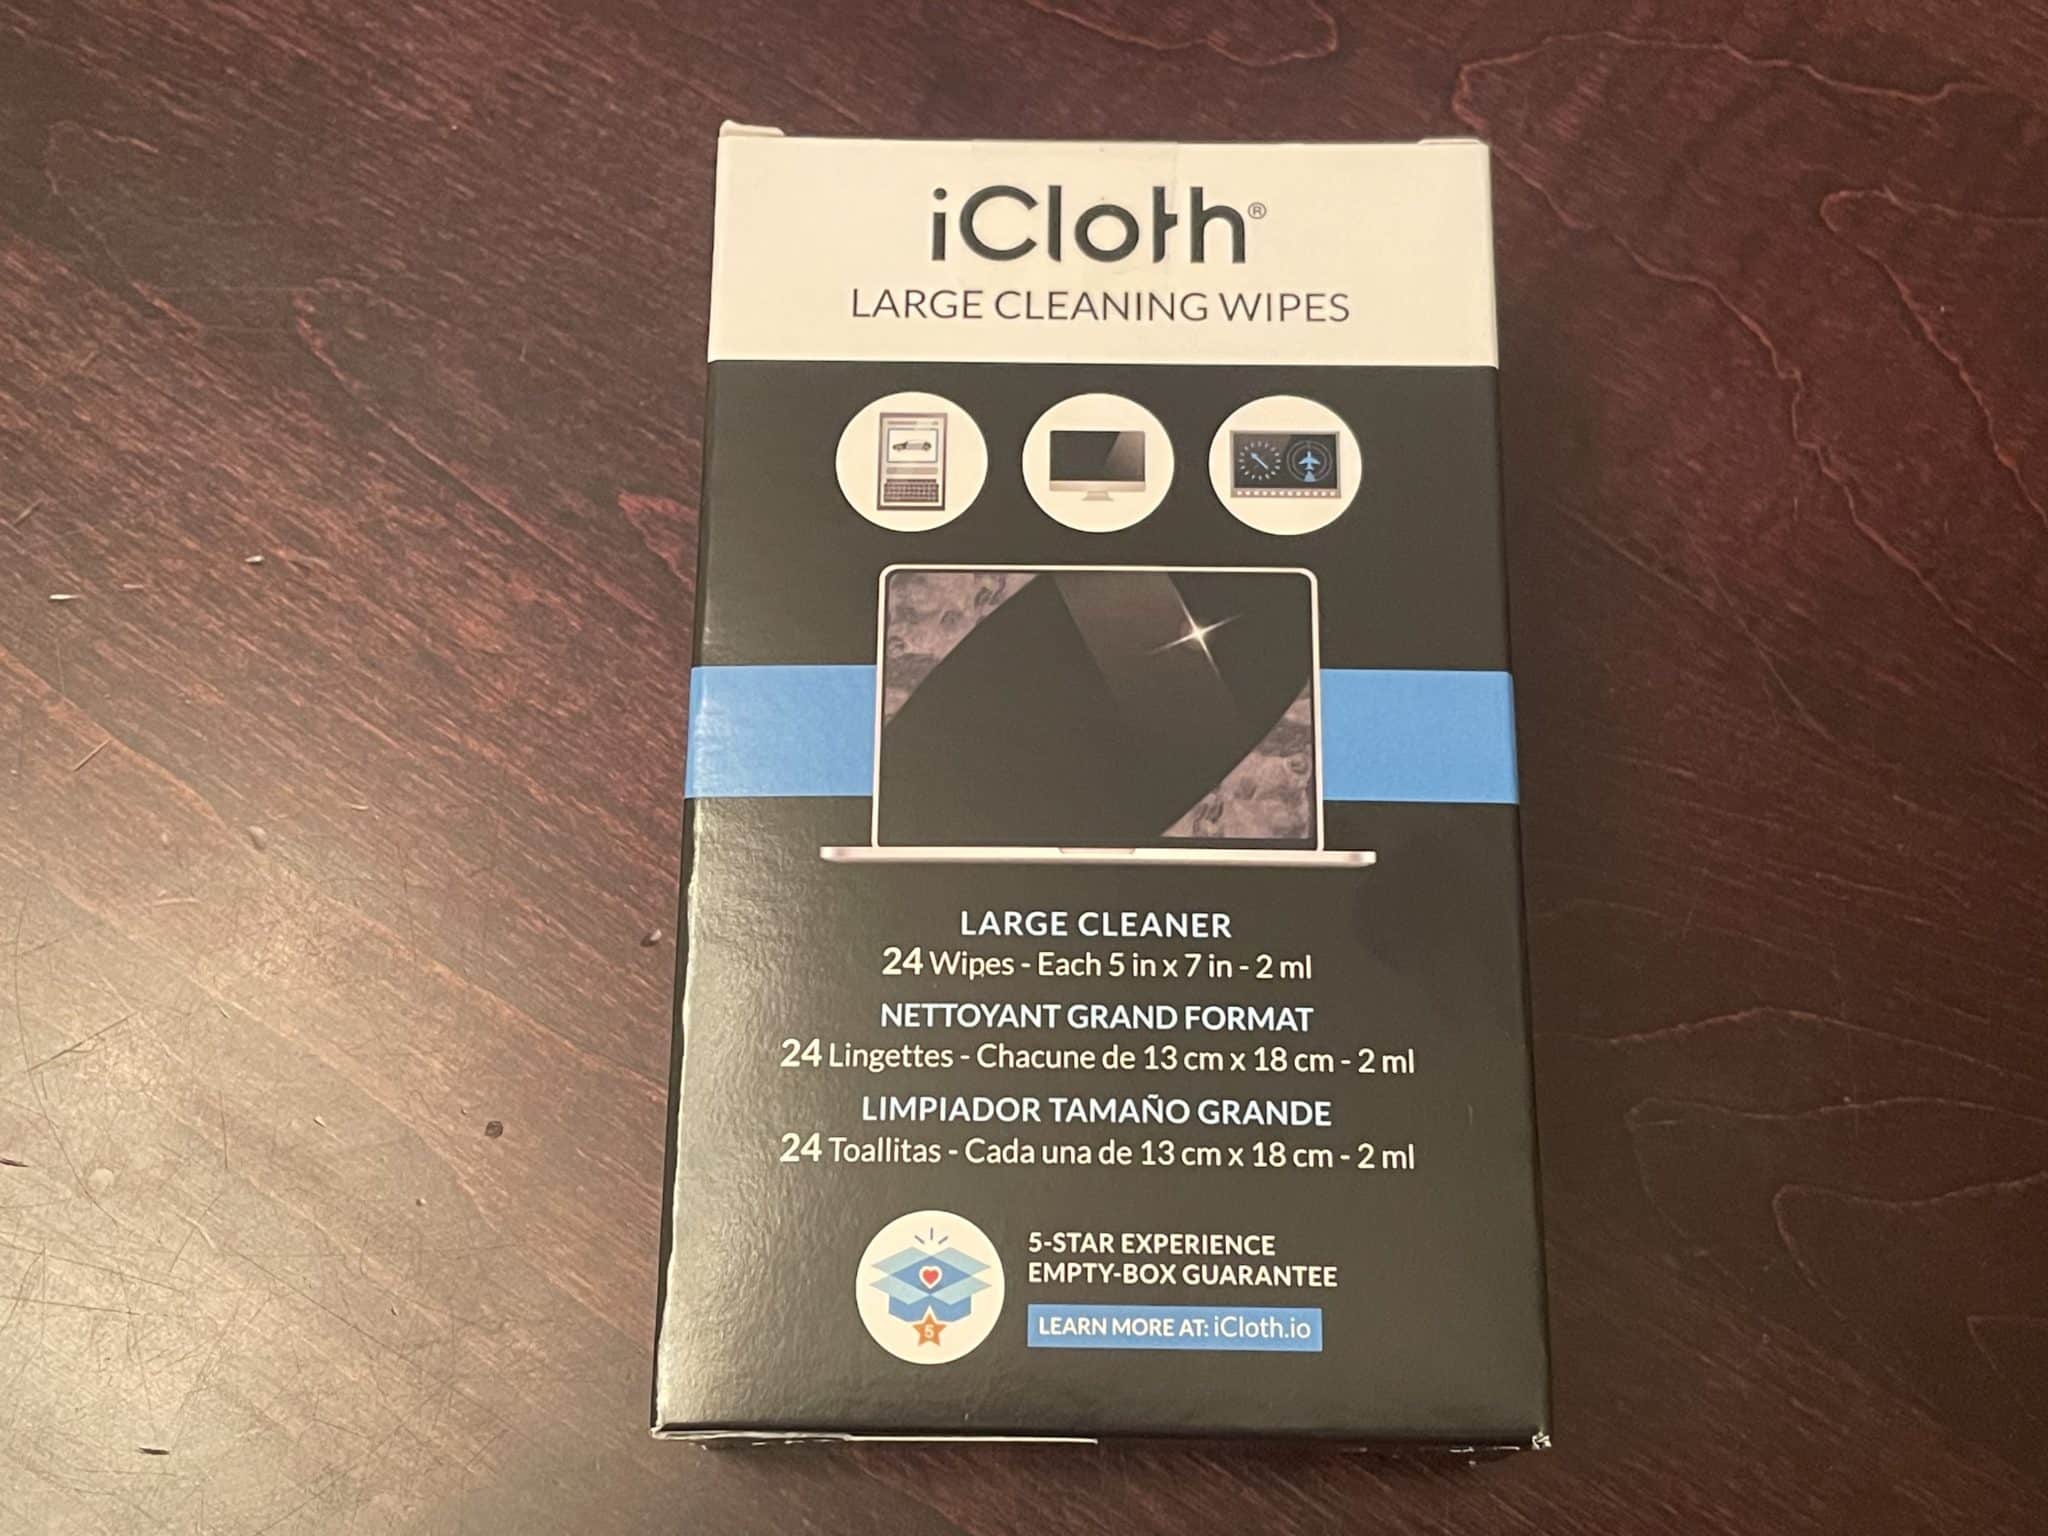 iCloth®
LARGE CLEANING WIPES
LARGE CLEANER
24 Wipes - Each 5 in x 7 in - 2 ml
NETTOYANT GRAND FORMAT
24 Lingettes - Chacune de 13 cm x 18 cm - 2 ml
LIMPIADOR TAMAÑO GRANDE
24 Toallitas - Cada una de 13 cm x 18 cm - 2 ml
5-STAR EXPERIENCE
EMPTY-BOX GUARANTEE
5
LEARN MORE AT: iCloth.io